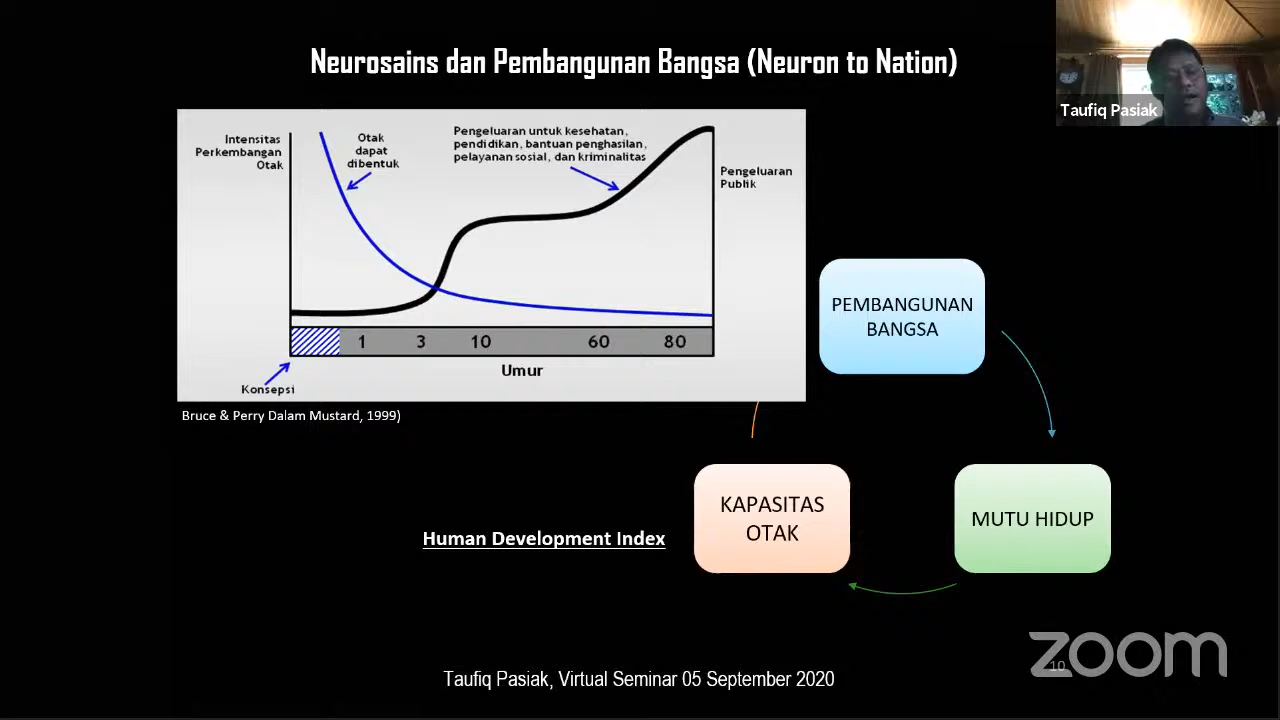 Neurosains dan Pembangunan Bangsa (Neuron to Nation)
Taufiq Pasiak
Intensitas
Perkembangan
Otak
Otak
dapat
dibentuk
Pengeluaran untuk kesehatan,
pendidikan, bantuan penghasilan,
pelayanan sosial, dan kriminalitas
Pengeluaran
Publik
1 3 10 60 80
Umur
Konsepsi
Bruce & Perry Dalam Mustard, 1999)
PEMBANGUNAN
BANGSA
KAPASITAS
OTAK
MUTU HIDUP
Human Development Index
zoom
10
Taufiq Pasiak, Virtual Seminar 05 September 2020